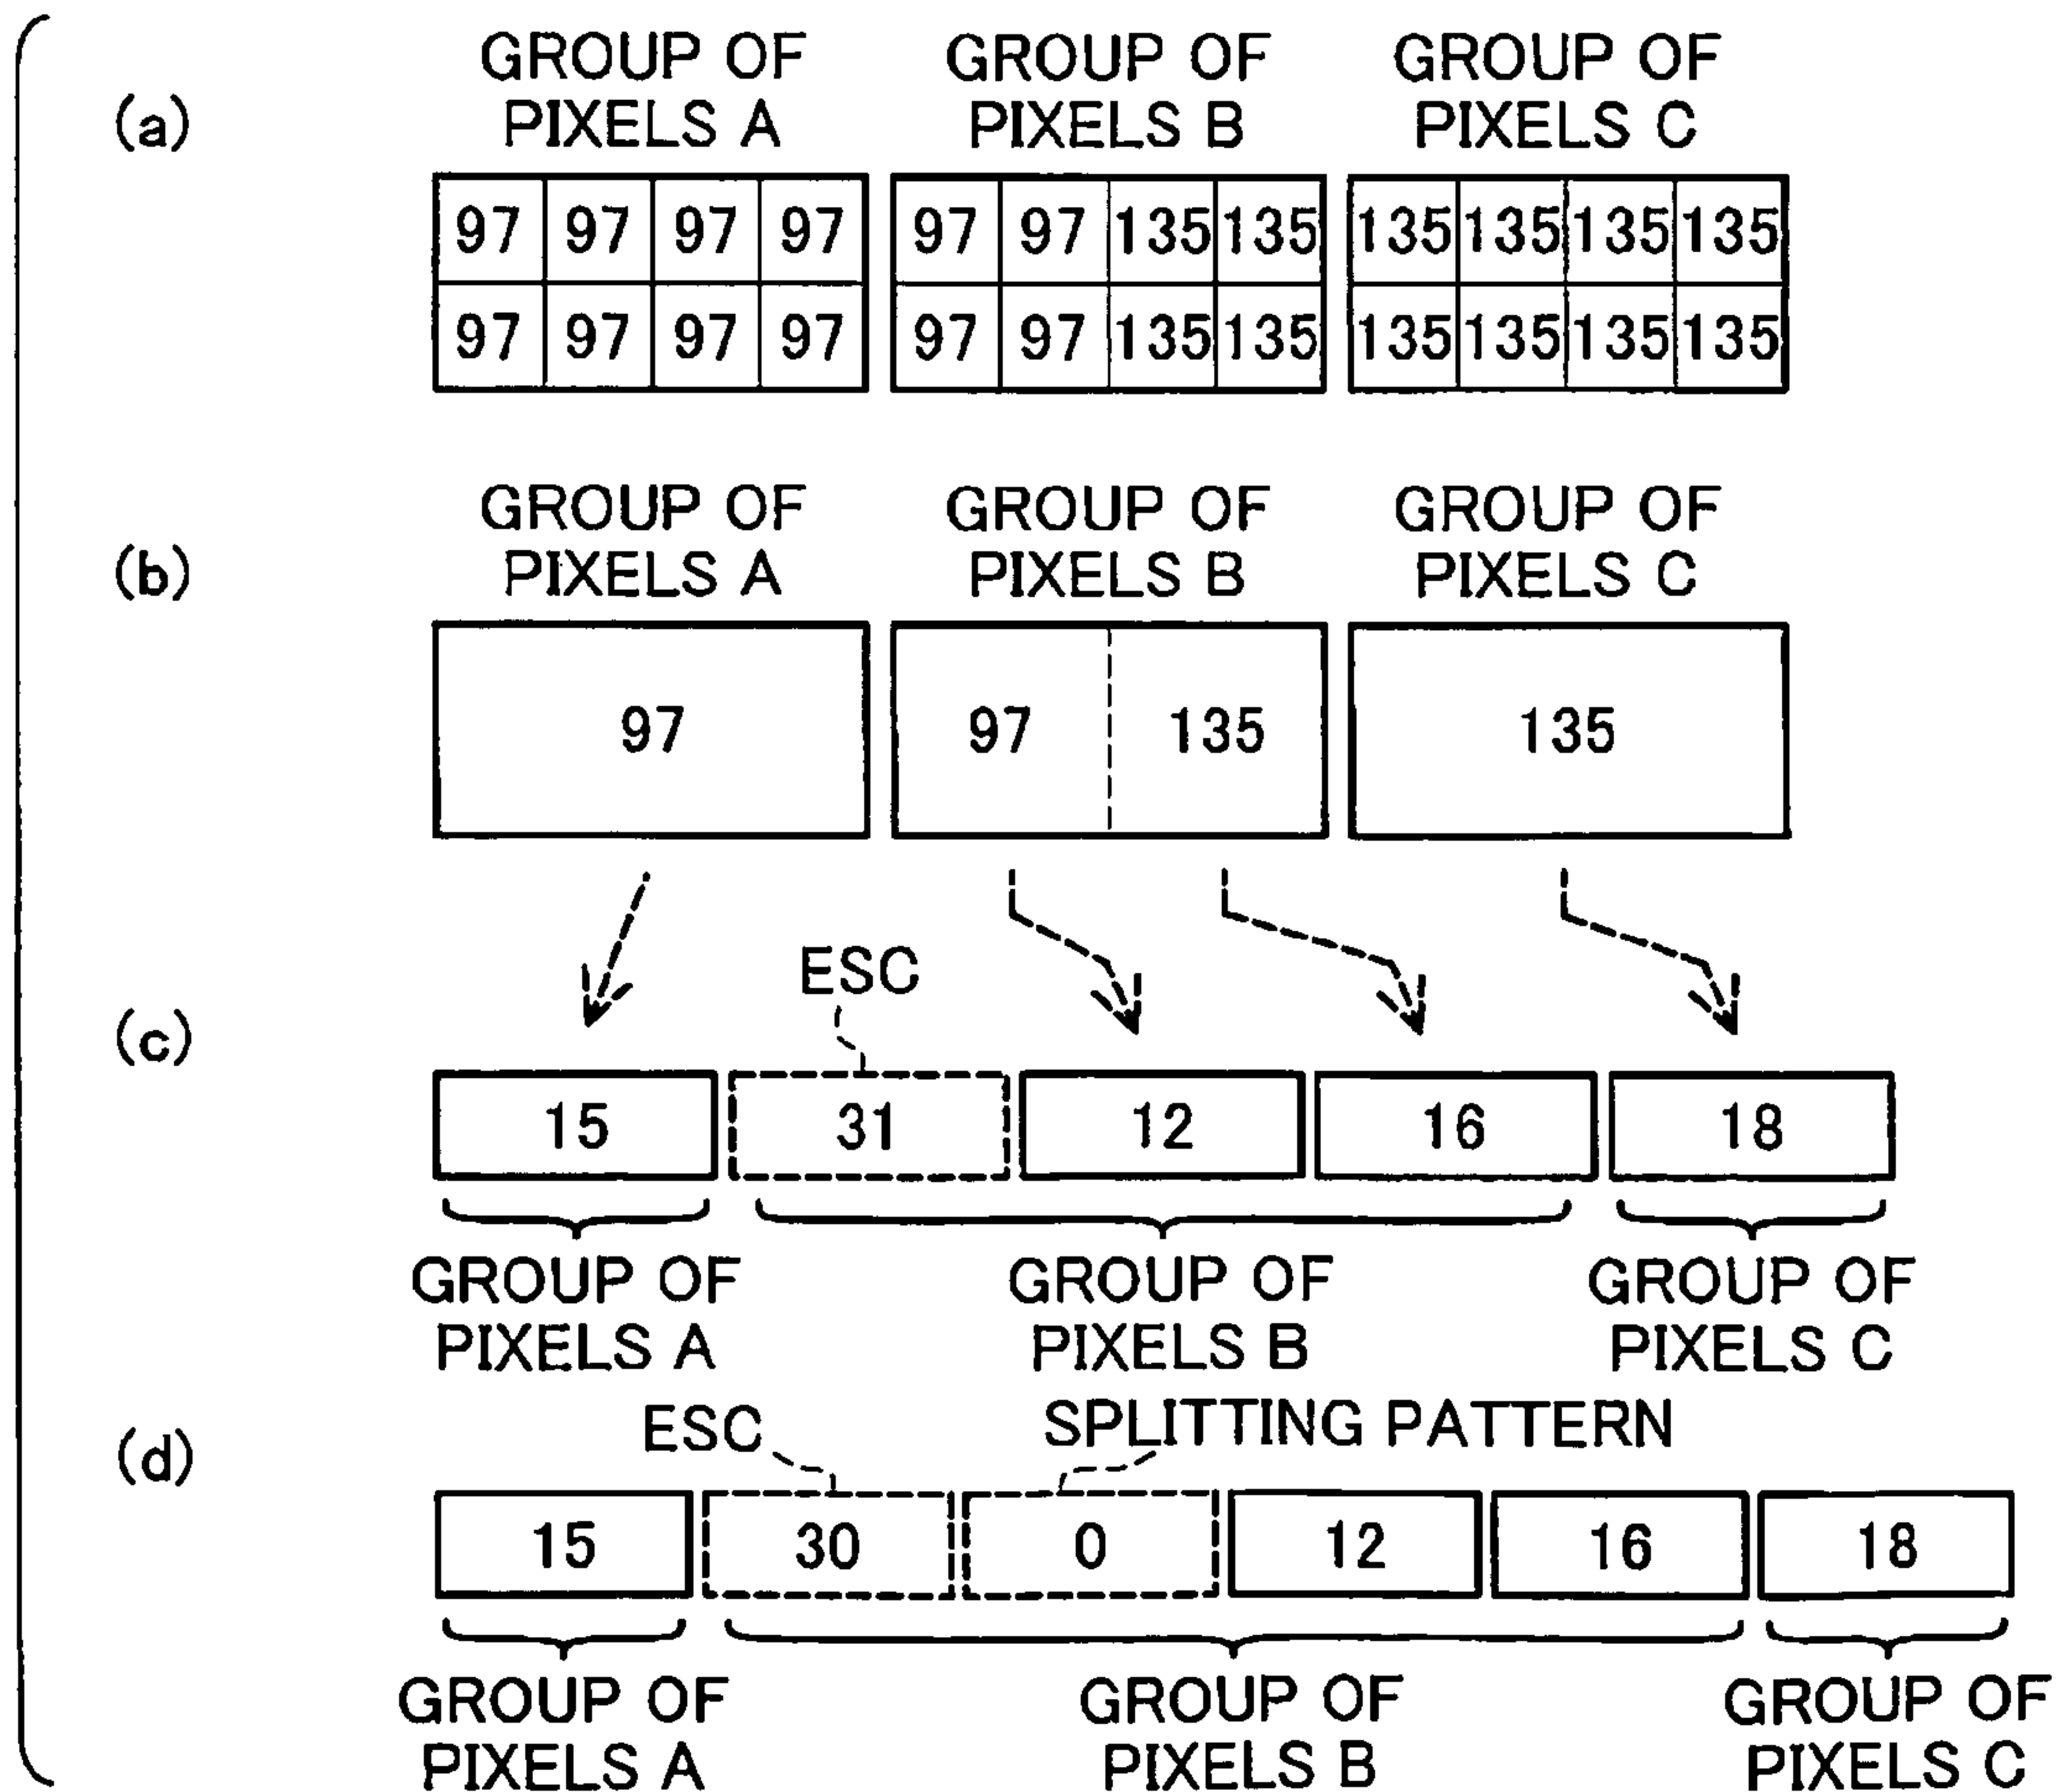 (a)
GROUP OF PIXELS A
GROUP OF PIXELS B
GROUP OF PIXELS C
97 97 97 97 97 97 135 135 135 135 135 135
97 97 97 97 97 97 135 135 135 135 135 135
(b)
GROUP OF PIXELS A
GROUP OF PIXELS B
GROUP OF PIXELS C
97 97 135 135
(c)
ESC
15 31 12 16 18
GROUP OF PIXELS A
GROUP OF PIXELS B
GROUP OF PIXELS C
(d)
ESC
SPLITTING PATTERN
15 30 0 12 16 18
GROUP OF PIXELS A
GROUP OF PIXELS B
GROUP OF PIXELS C